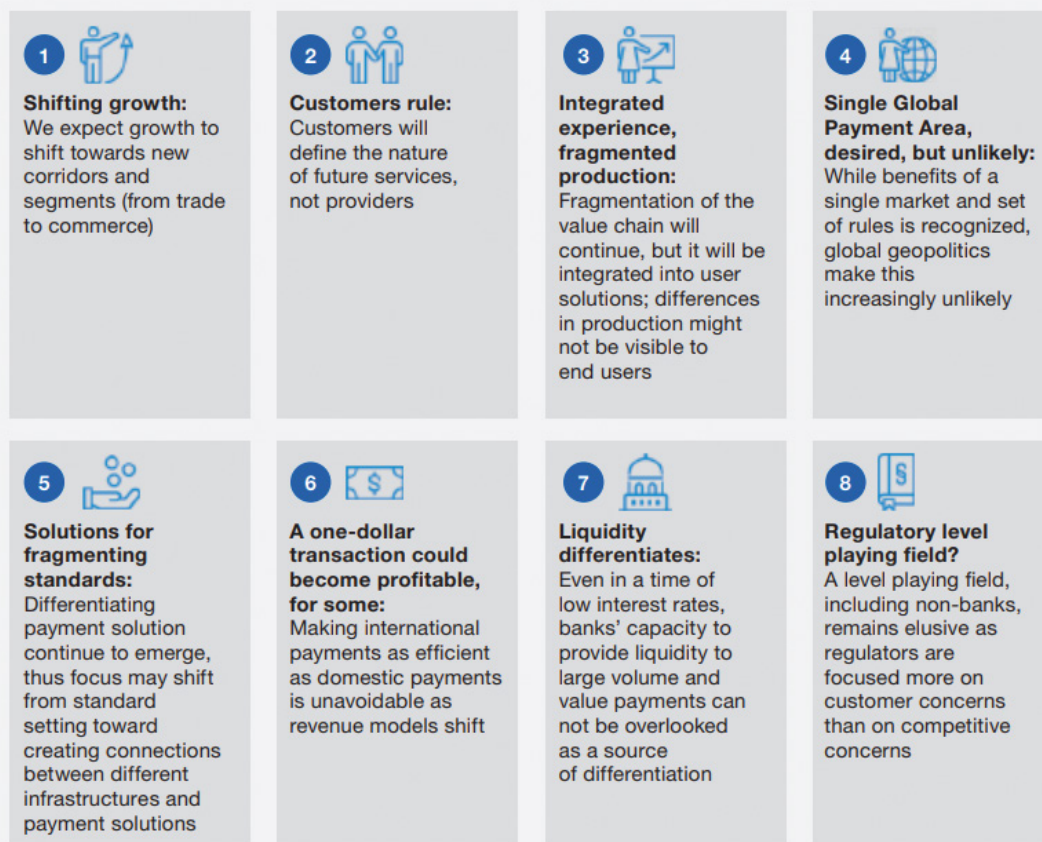 1
Shifting growth:
We expect growth to
shift towards new
corridors and
segments (from trade
to commerce)
2
Customers rule:
Customers will
define the nature
of future services,
not providers
3
Integrated
experience,
fragmented
production:
Fragmentation of the
value chain will
continue, but it will be
integrated into user
solutions; differences
in production might
not be visible to
end users
4
Single Global
Payment Area,
desired, but unlikely:
While benefits of a
single market and set
of rules is recognized,
global geopolitics
make this
increasingly unlikely
5
Solutions for
fragmenting
standards:
Differentiating
payment solution
continue to emerge,
thus focus may shift
from standard
setting toward
creating connections
between different
infrastructures and
payment solutions
6
$
A one-dollar
transaction could
become profitable,
for some:
Making international
payments as efficient
as domestic payments
is unavoidable as
revenue models shift
7
Liquidity
differentiates:
Even in a time of
low interest rates,
banks' capacity to
provide liquidity to
large volume and
value payments can
not be overlooked
as a source
of differentiation
8
§
Regulatory level
playing field?
A level playing field,
including non-banks,
remains elusive as
regulators are
focused more on
customer concerns
than on competitive
concerns